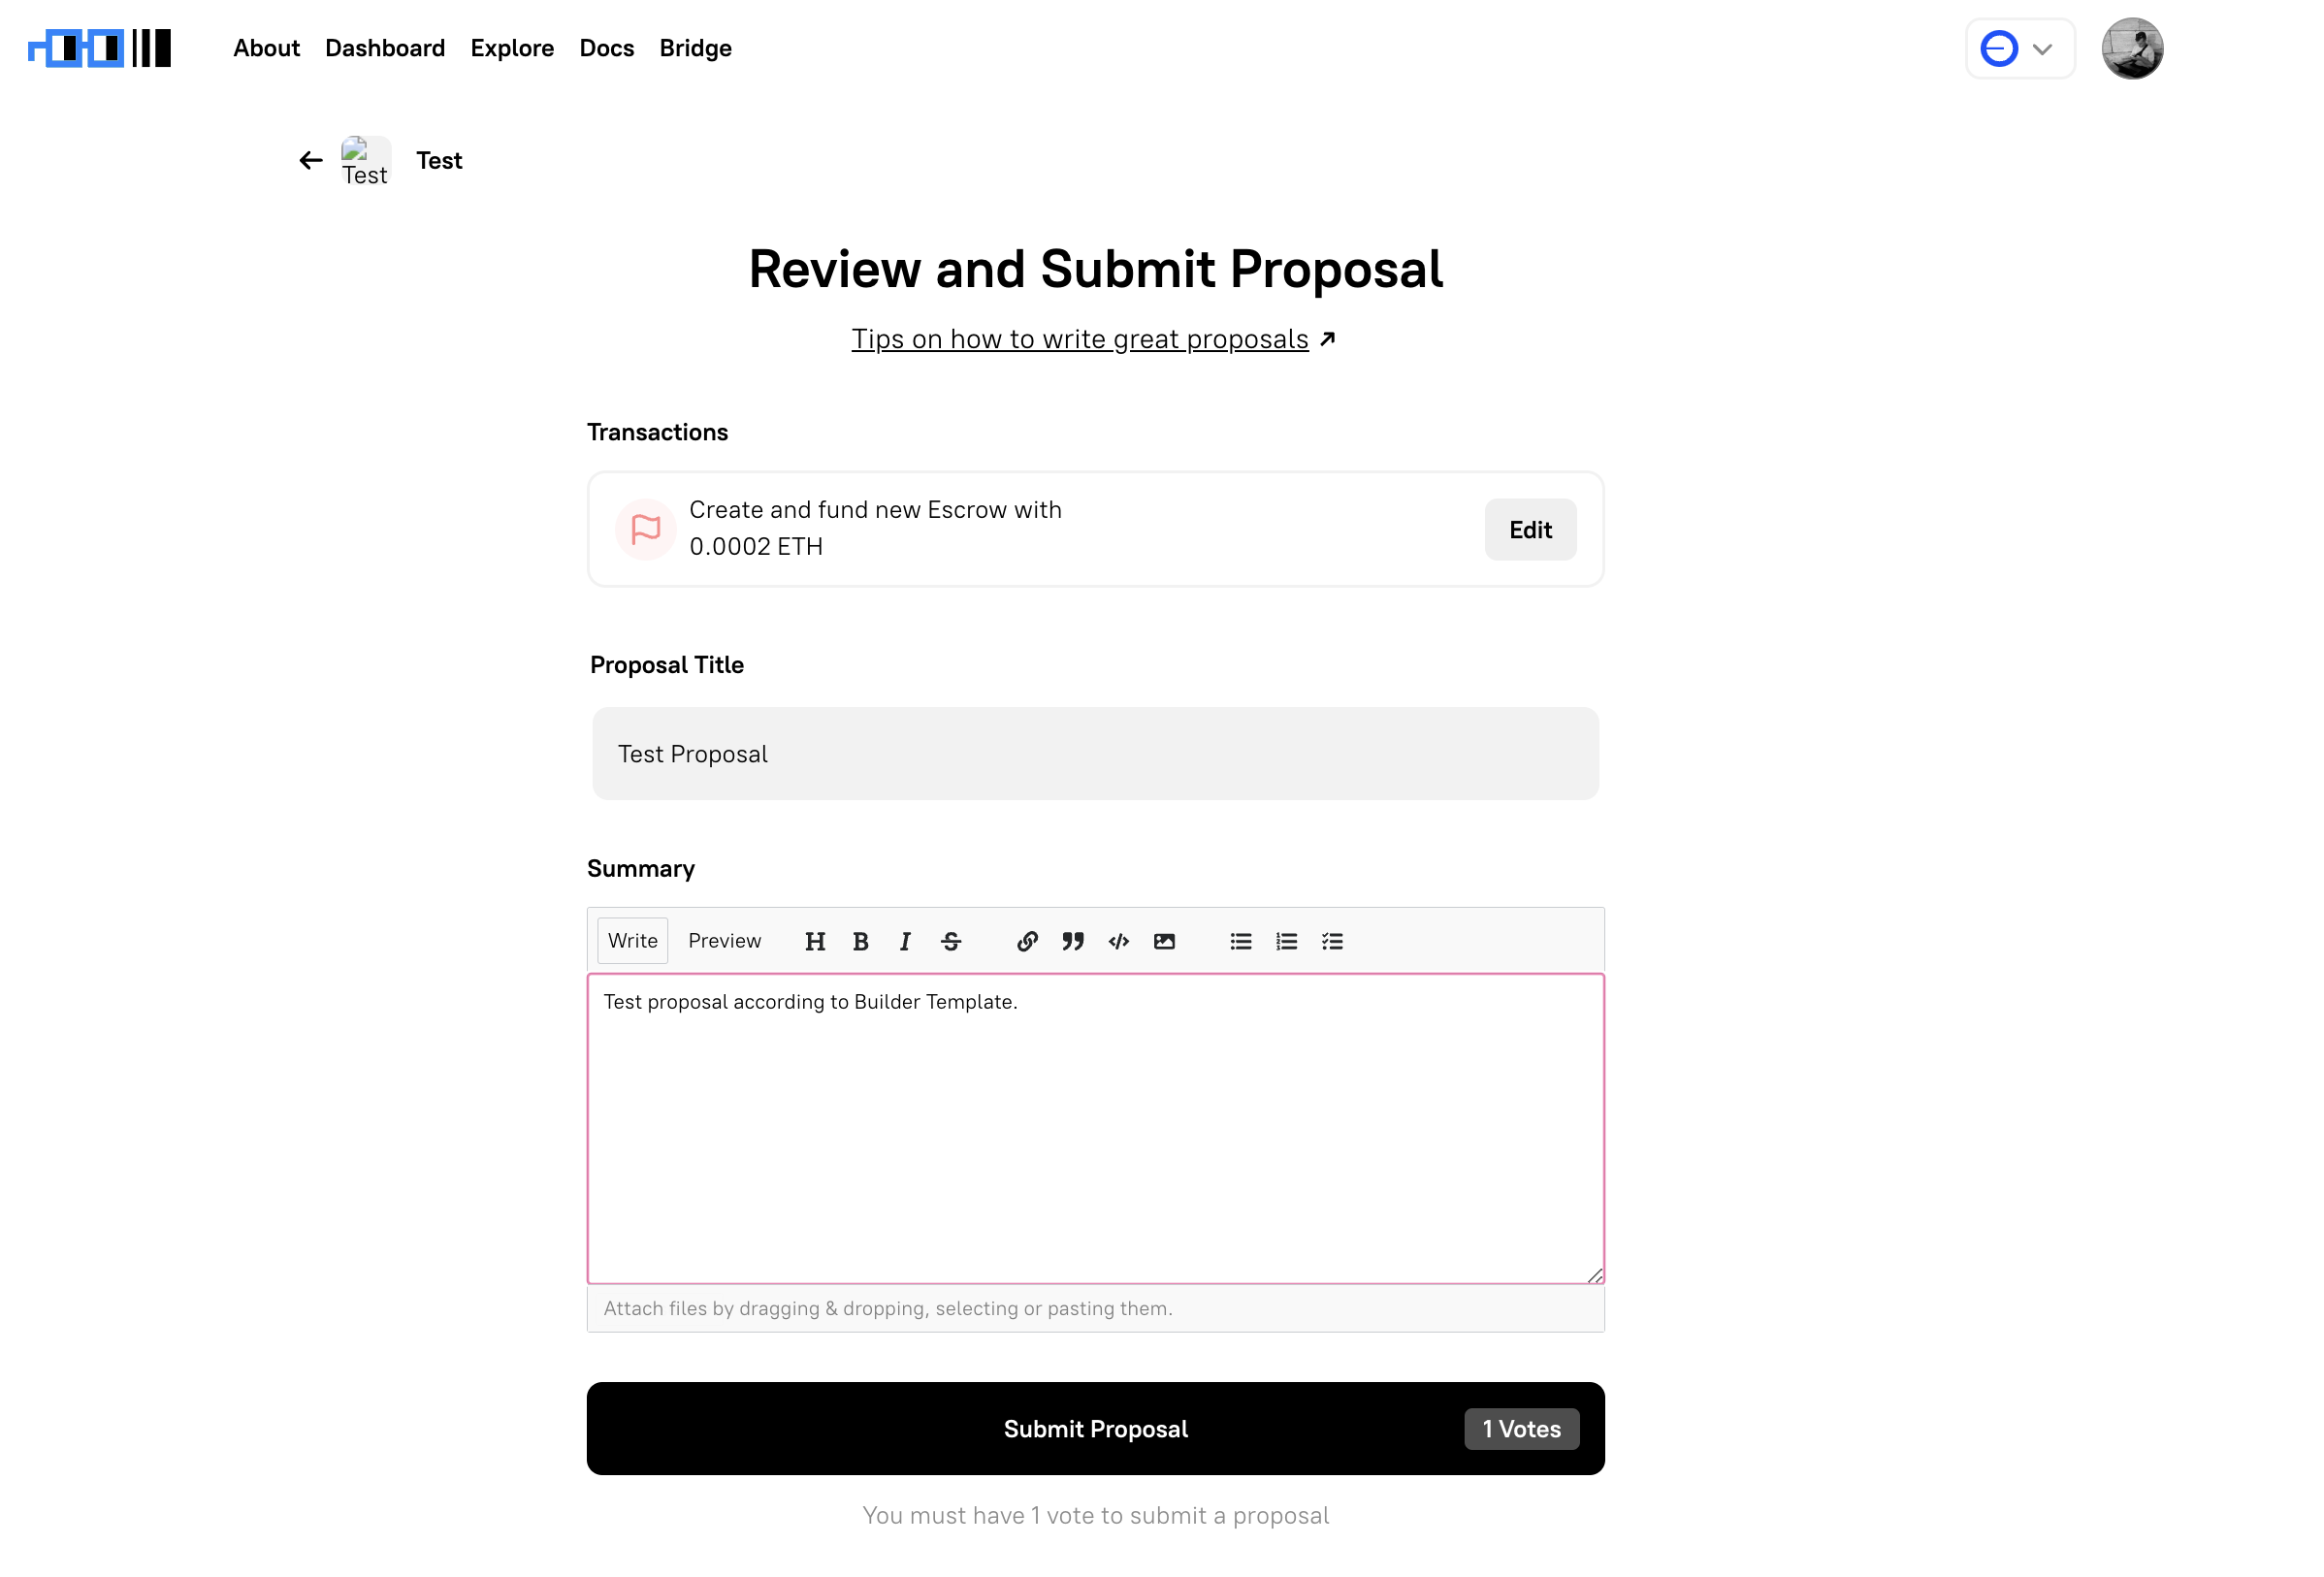 About Dashboard Explore Docs Bridge
Test Test
Review and Submit Proposal
Tips on how to write great proposals
Transactions
Create and fund new Escrow with
0.0002 ETH
Edit
Proposal Title
Test Proposal
Summary
Write Preview
Test proposal according to Builder Template.
Attach files by dragging & dropping, selecting or pasting them.
Submit Proposal 1 Votes
You must have 1 vote to submit a proposal